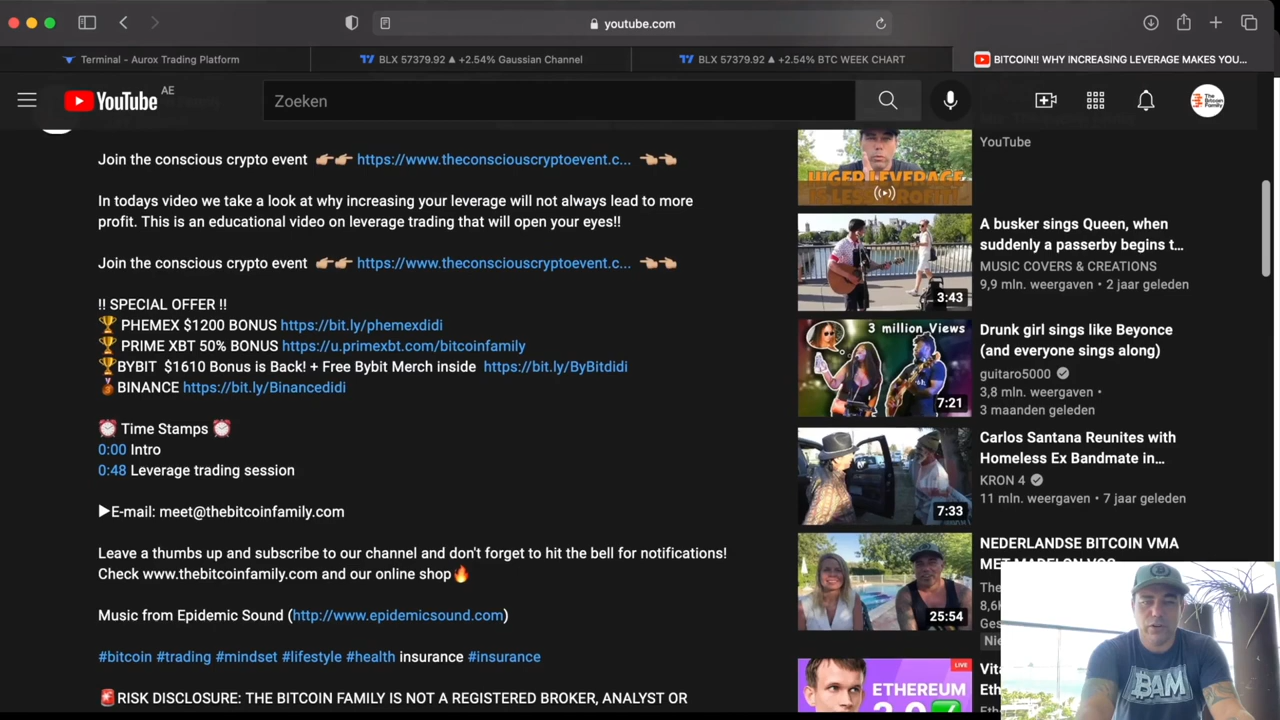 youtube.com
Terminal - Aurox Trading Platform
BLX 57379.92 ▲ +2.54% Gaussian Channel
BLX 57379.92 ▲ +2.54% BTC WEEK CHART
BITCOIN!! WHY INCREASING LEVERAGE MAKES YOU...
YouTube AE
Zoeken
The Bitcoin Family
Join the conscious crypto event 👉🏼👉🏼 https://www.theconsciouscryptoevent.c... 👈🏼👈🏼
In todays video we take a look at why increasing your leverage will not always lead to more
profit. This is an educational video on leverage trading that will open your eyes!!
Join the conscious crypto event 👉🏼👉🏼 https://www.theconsciouscryptoevent.c... 👈🏼👈🏼
!! SPECIAL OFFER !!
🏆 PHEMEX $1200 BONUS https://bit.ly/phemexdidi
🏆 PRIME XBT 50% BONUS https://u.primexbt.com/bitcoinfamily
🏆BYBIT $1610 Bonus is Back! + Free Bybit Merch inside https://bit.ly/ByBitdidi
🥉BINANCE https://bit.ly/Binancedidi
⏰ Time Stamps ⏰
0:00 Intro
0:48 Leverage trading session
▶E-mail: meet@thebitcoinfamily.com
Leave a thumbs up and subscribe to our channel and don't forget to hit the bell for notifications!
Check www.thebitcoinfamily.com and our online shop🔥
Music from Epidemic Sound (http://www.epidemicsound.com)
#bitcoin #trading #mindset #lifestyle #health insurance #insurance
🚨RISK DISCLOSURE: THE BITCOIN FAMILY IS NOT A REGISTERED BROKER, ANALYST OR
YouTube
A busker sings Queen, when
suddenly a passerby begins t...
MUSIC COVERS & CREATIONS
9,9 mln. weergaven • 2 jaar geleden
3:43
3 million Views
Drunk girl sings like Beyonce
(and everyone sings along)
guitaro5000
3,8 mln. weergaven •
3 maanden geleden
7:21
Carlos Santana Reunites with
Homeless Ex Bandmate in...
KRON 4
11 mln. weergaven • 7 jaar geleden
7:33
NEDERLANDSE BITCOIN VMA
25:54
LIVE
ETHEREUM
BAM